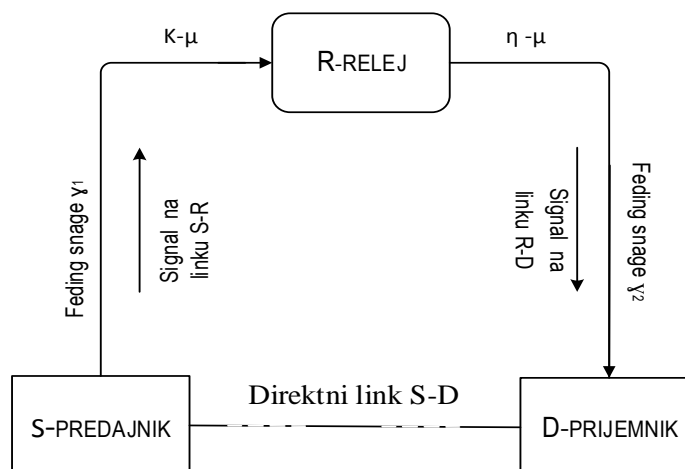 K-μ
R-RELEJ
η -μ
Feding snage γ1
Signal na
linku S-R
Signal na
linku R-D
Feding snage γ2
Direktni link S-D
S-PREDAJNIK
D-PRIJEMNIK